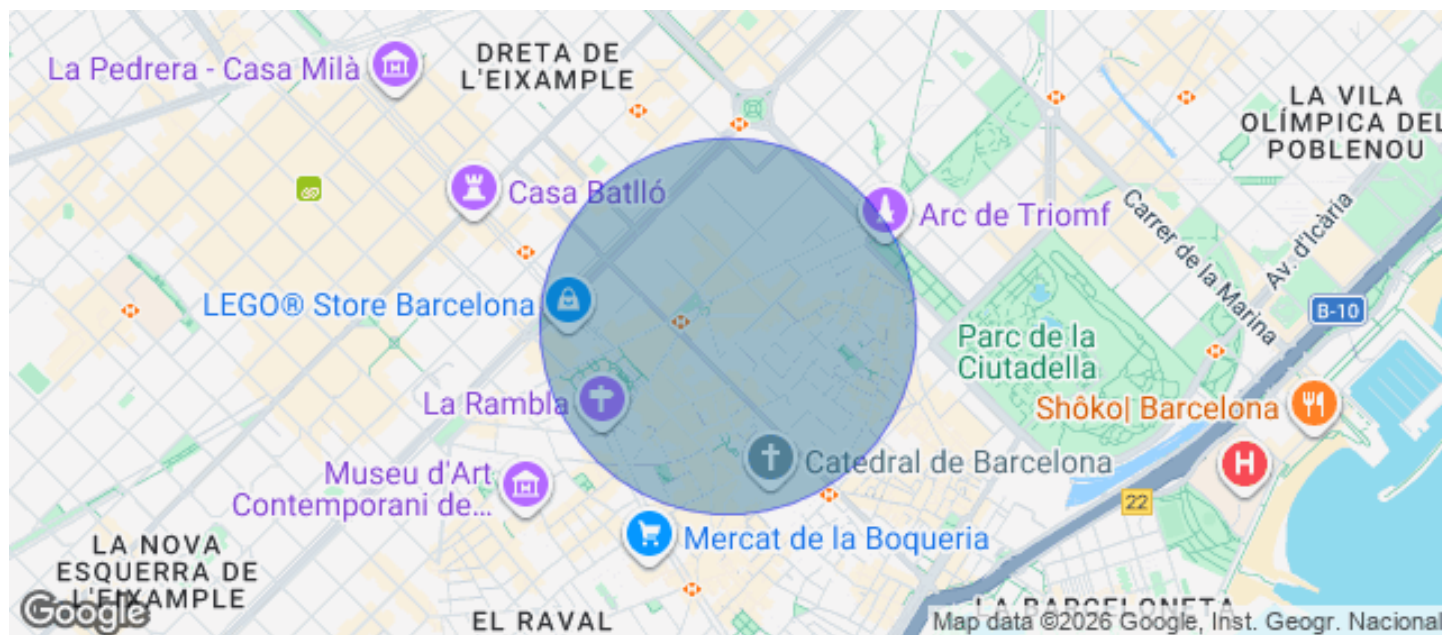 La Pedrera - Casa Milà
DRETA DE
L'EIXAMPLE
LA VILA
OLÍMPICA DEL
POBLENOU
Casa Batlló
Arc de Triomf
Carrer de la Marina
Av. d'Icària
LEGO® Store Barcelona
B-10
Parc de la
Ciutadella
La Rambla
Shôko| Barcelona
Catedral de Barcelona
H
Museu d'Art
Contemporani de...
22
Mercat de la Boqueria
LA NOVA
ESQUERRA DE
L'EIXAMPLE
Google
EL RAVAL
LA BARCELONETA
Map data ©2026 Google, Inst. Geogr. Nacional